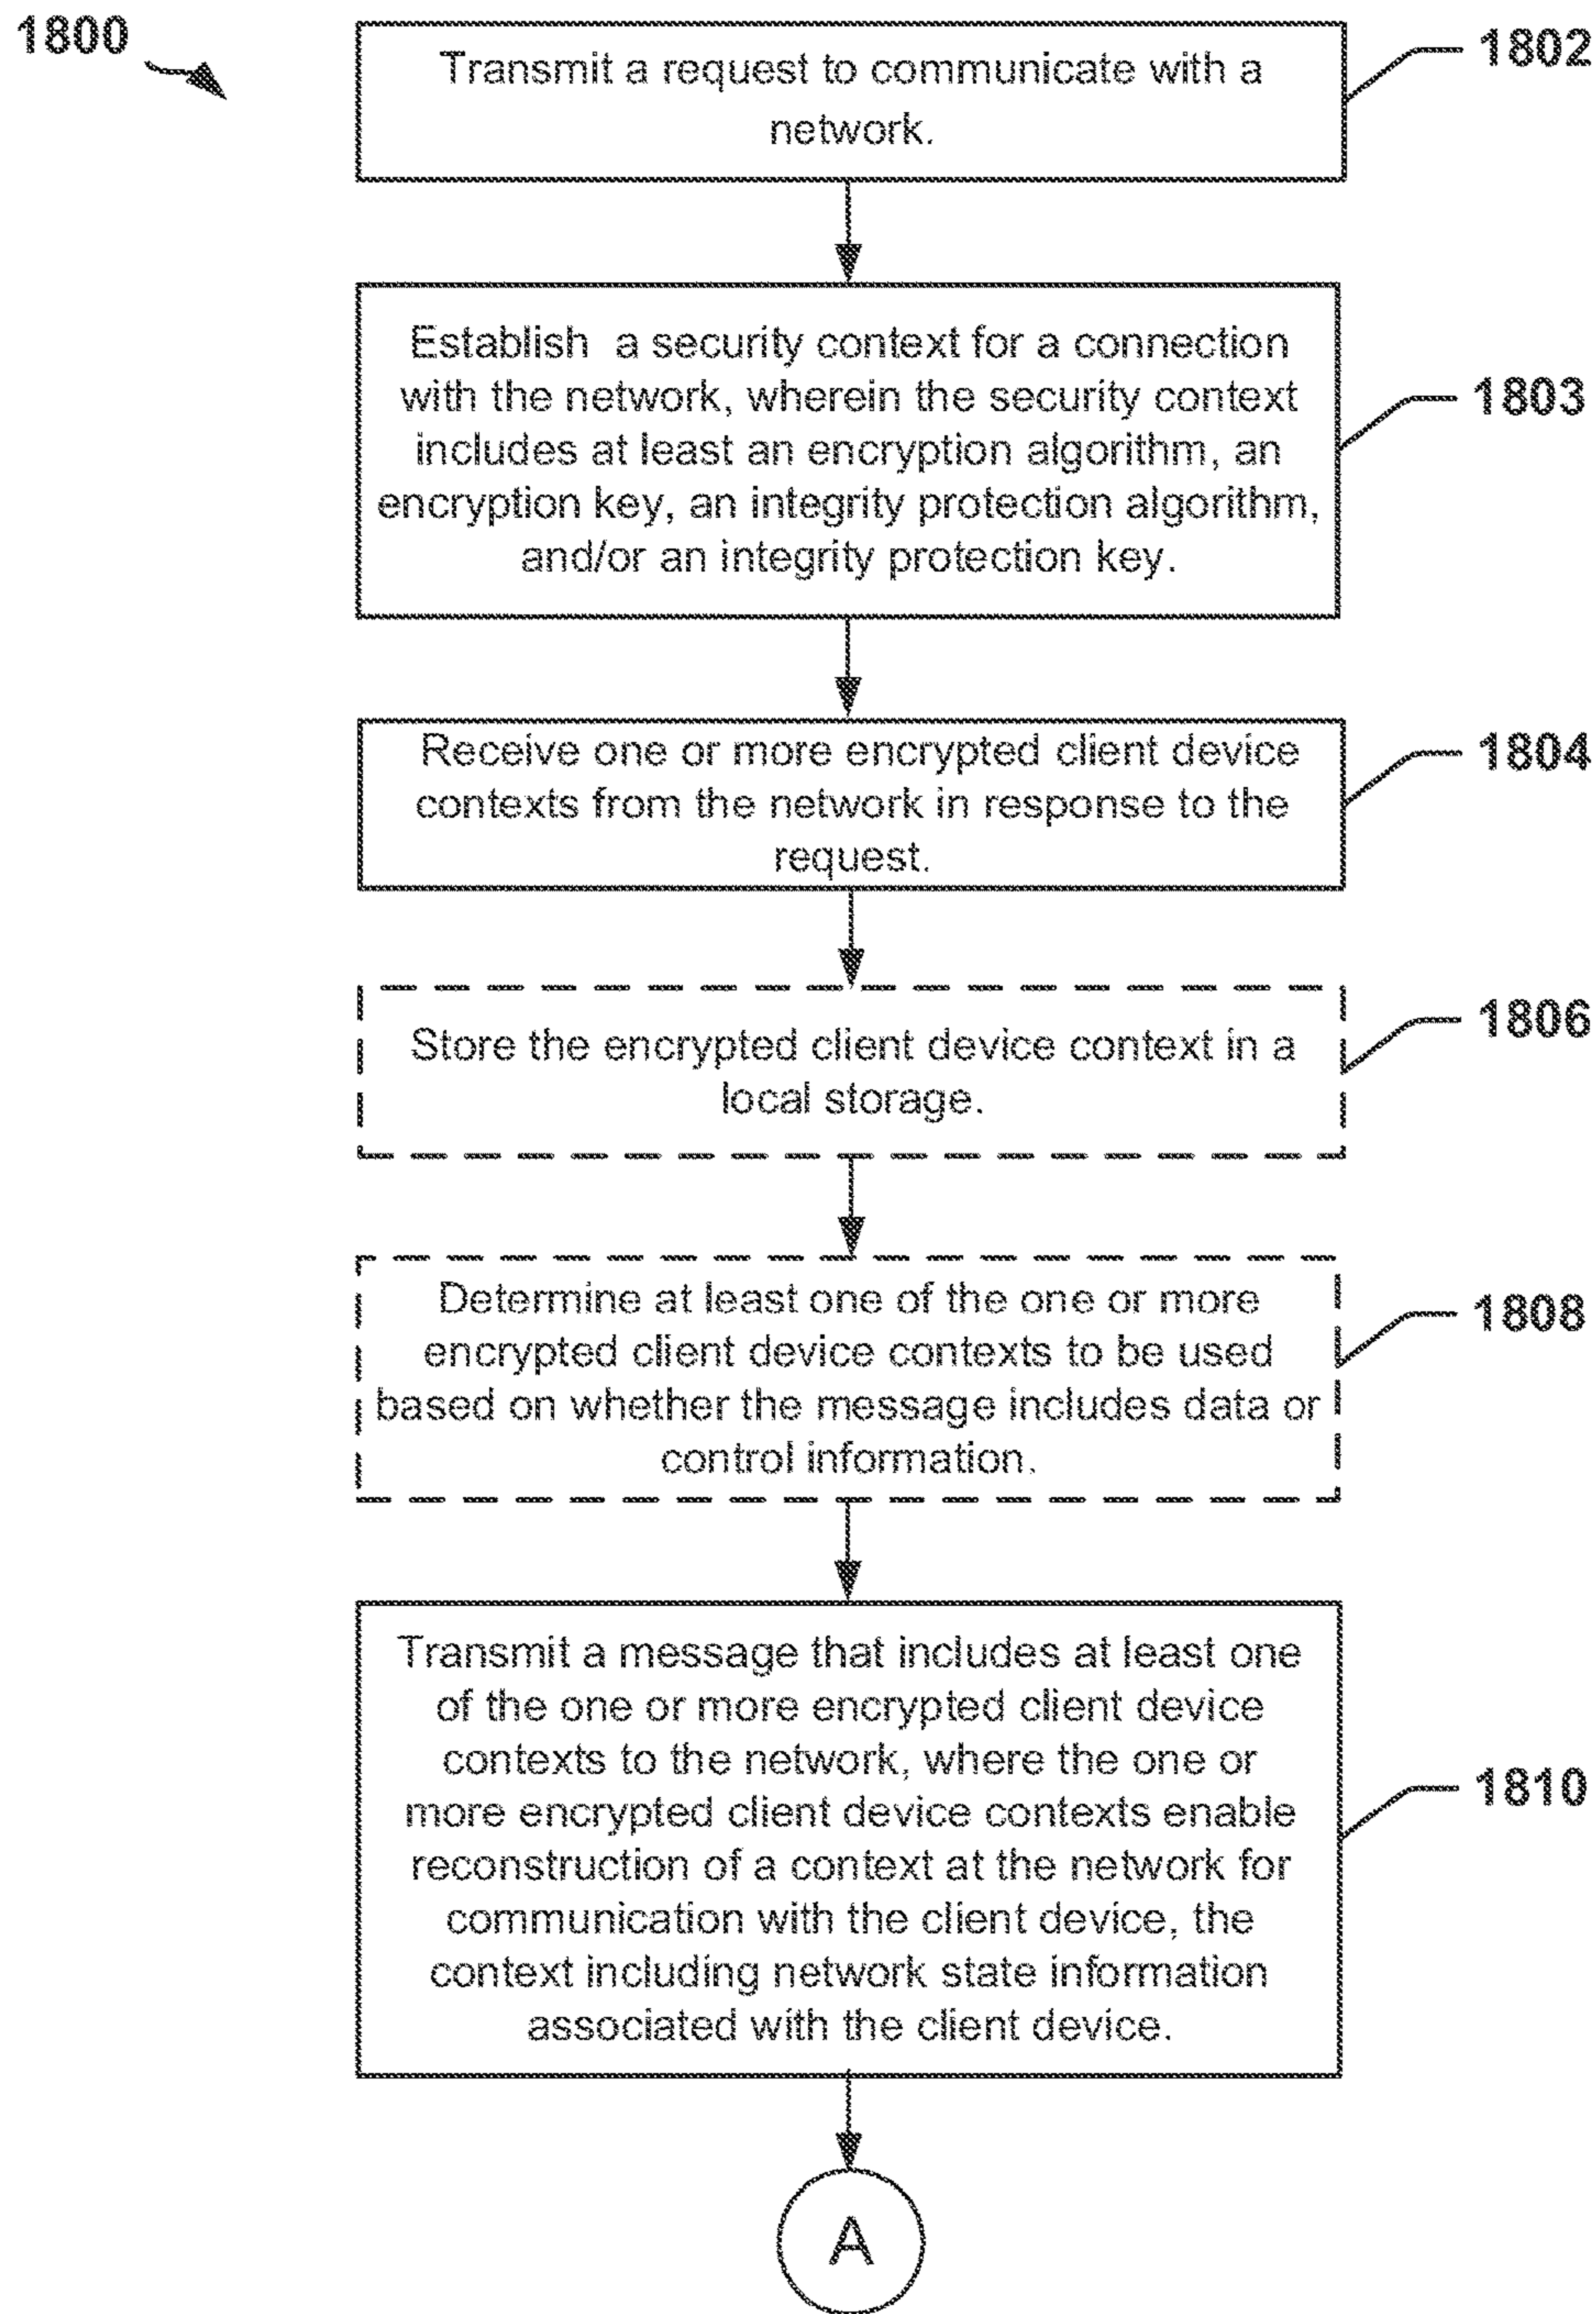 1800
Transmit a request to communicate with a
network.
1802
Establish a security context for a connection
with the network, wherein the security context
includes at least an encryption algorithm, an
encryption key, an integrity protection algorithm,
and/or an integrity protection key.
1803
Receive one or more encrypted client device
contexts from the network in response to the
request.
1804
Store the encrypted client device context in a
local storage.
1806
Determine at least one of the one or more
encrypted client device contexts to be used
based on whether the message includes data or
control information.
1808
Transmit a message that includes at least one
of the one or more encrypted client device
contexts to the network, where the one or
more encrypted client device contexts enable
reconstruction of a context at the network for
communication with the client device, the
context including network state information
associated with the client device.
1810
A